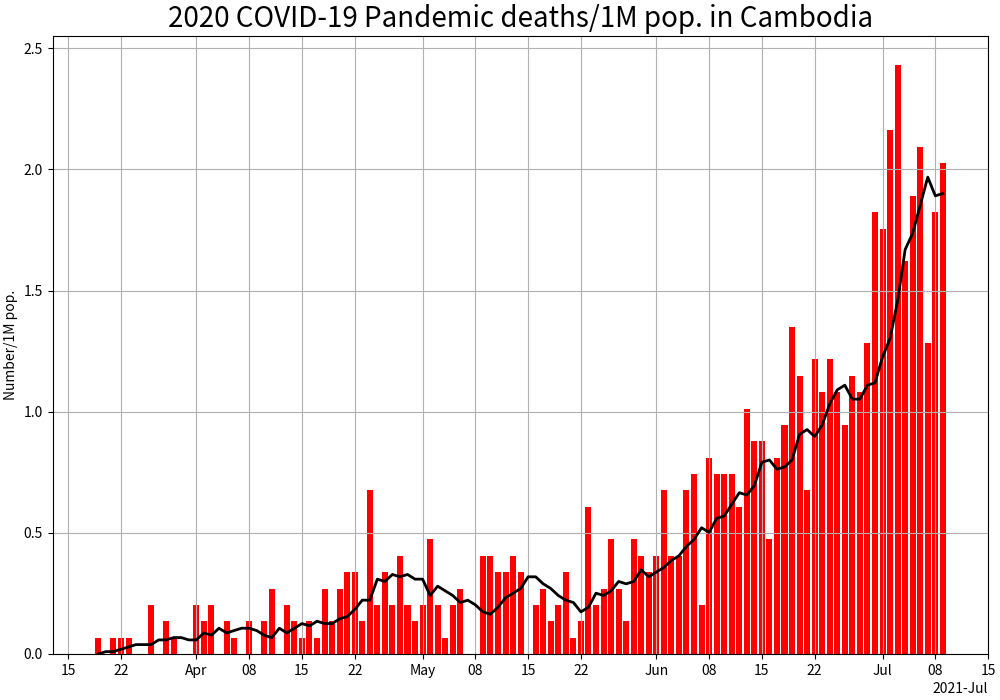 2020 COVID-19 Pandemic deaths/1M pop. in Cambodia
Number/1M pop.
2.5
2.0
1.5
1.0
0.5
0.0
15 22 Apr 08 15 22 May 08 15 22 Jun 08 15 22 Jul 08 15
2021-Jul